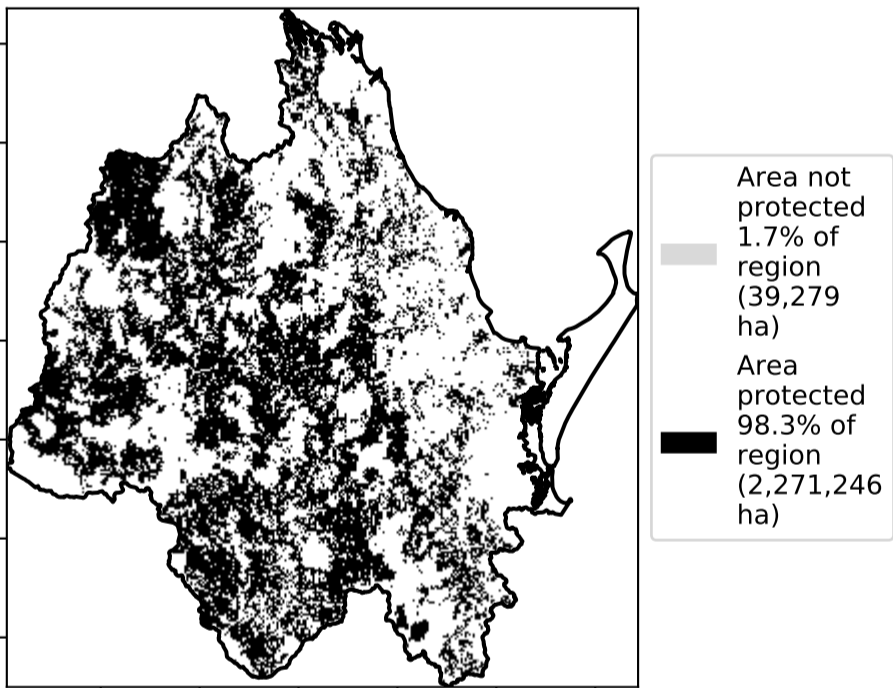 Area not
protected
1.7% of
region
(39,279
ha)
Area
protected
98.3% of
region
(2,271,246
ha)